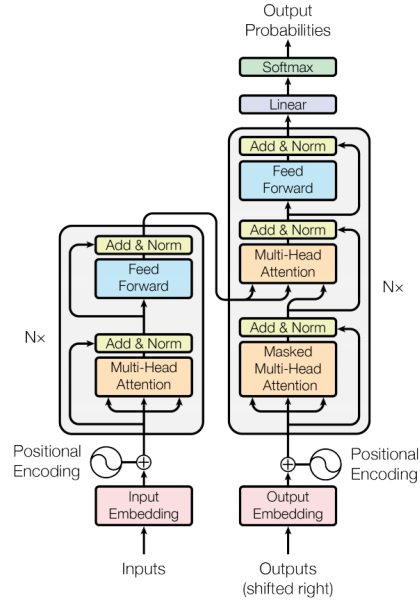 Output
Probabilities
Softmax
Linear
Add & Norm
Feed
Forward
Add & Norm
Multi-Head
Attention
N×
Add & Norm
Masked
Multi-Head
Attention
Add & Norm
Feed
Forward
N×
Add & Norm
Multi-Head
Attention
Positional
Encoding
Positional
Encoding
Input
Embedding
Output
Embedding
Inputs
Outputs
(shifted right)